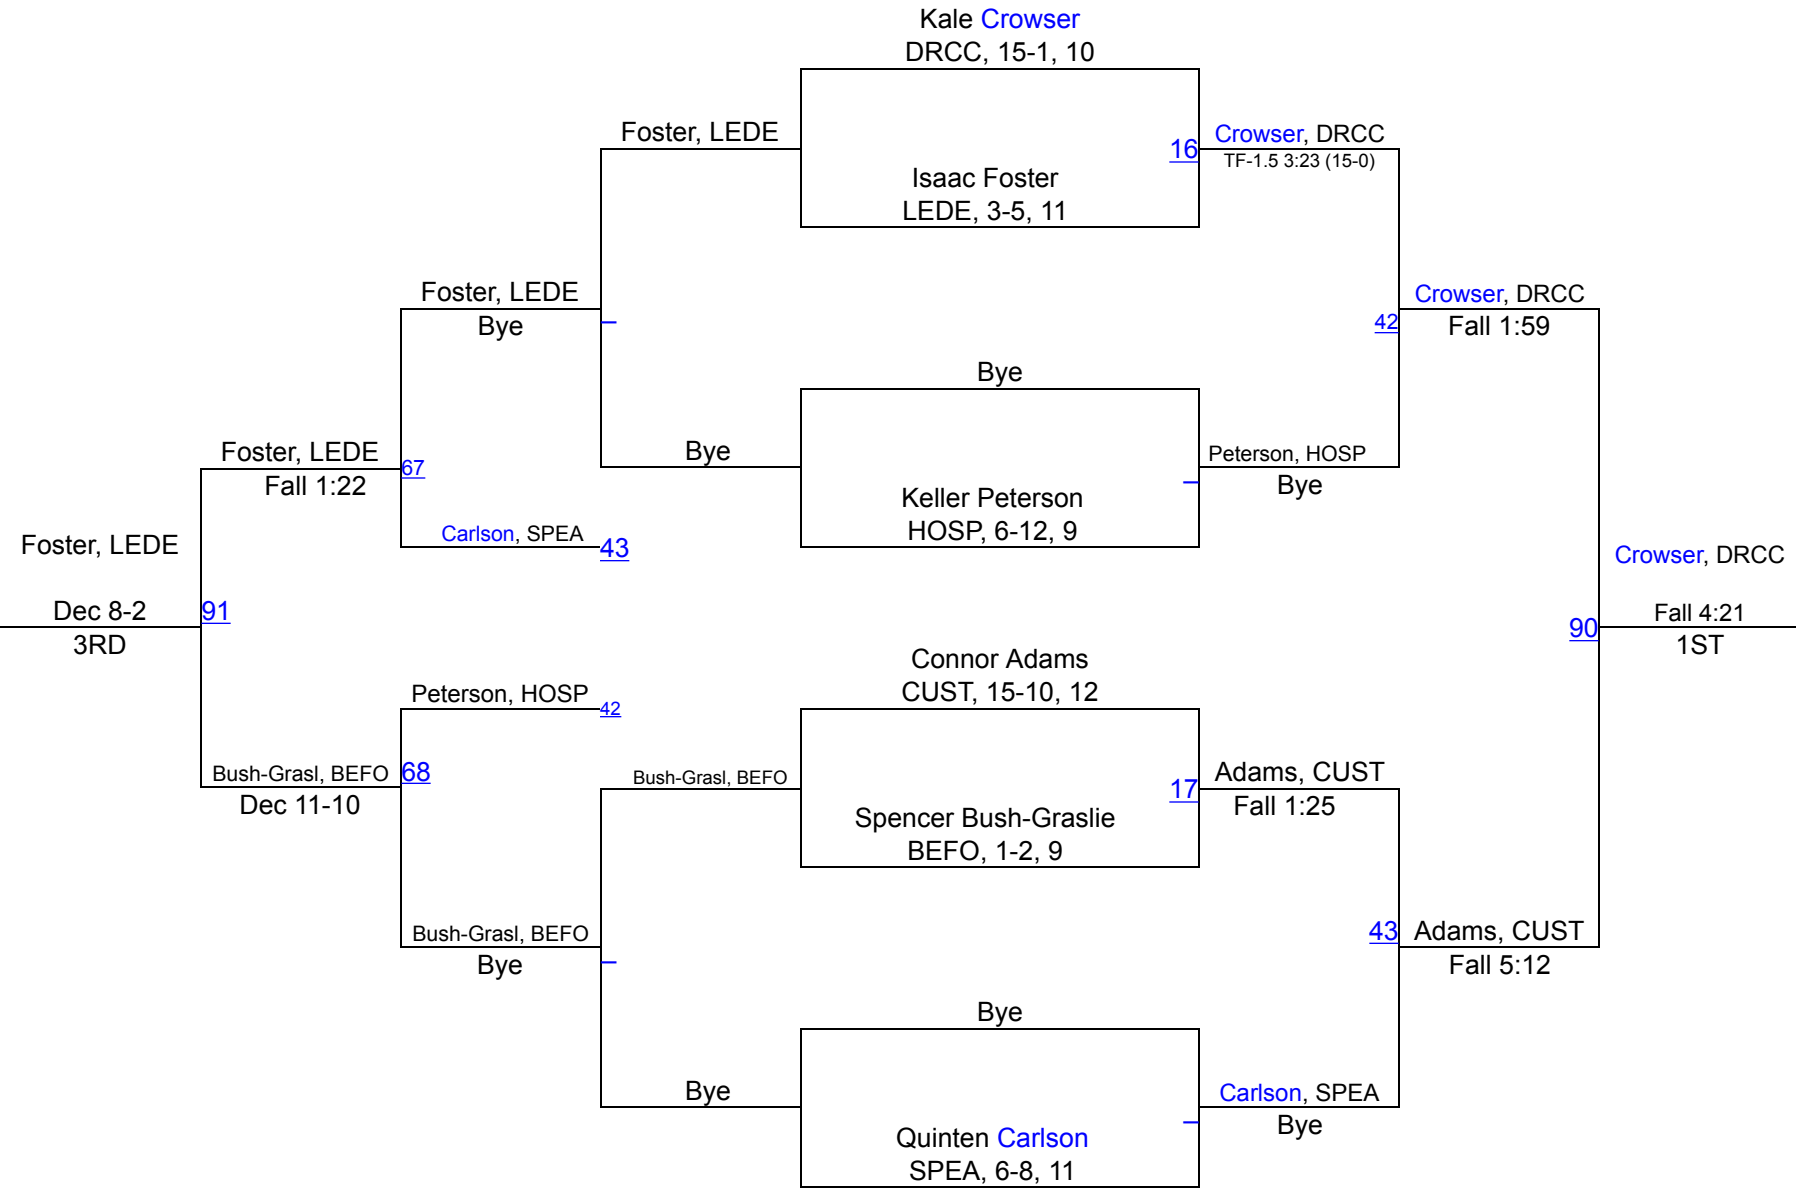 Kale Crowser
DRCC, 15-1, 10
Foster, LEDE
16
Crowser, DRCC
TF-1.5 3:23 (15-0)
Isaac Foster
LEDE, 3-5, 11
Foster, LEDE
Bye
Crowser, DRCC
42
Fall 1:59
Bye
Foster, LEDE
67
Fall 1:22
Bye
Peterson, HOSP
Bye
Keller Peterson
HOSP, 6-12, 9
Carlson, SPEA
43
Foster, LEDE
Crowser, DRCC
Dec 8-2
91
3RD
90
Fall 4:21
1ST
Connor Adams
CUST, 15-10, 12
Peterson, HOSP
42
Bush-Grasl, BEFO
68
Dec 11-10
Bush-Grasl, BEFO
17
Adams, CUST
Fall 1:25
Spencer Bush-Graslie
BEFO, 1-2, 9
Bush-Grasl, BEFO
Bye
43
Adams, CUST
Fall 5:12
Bye
Bye
Carlson, SPEA
Bye
Quinten Carlson
SPEA, 6-8, 11